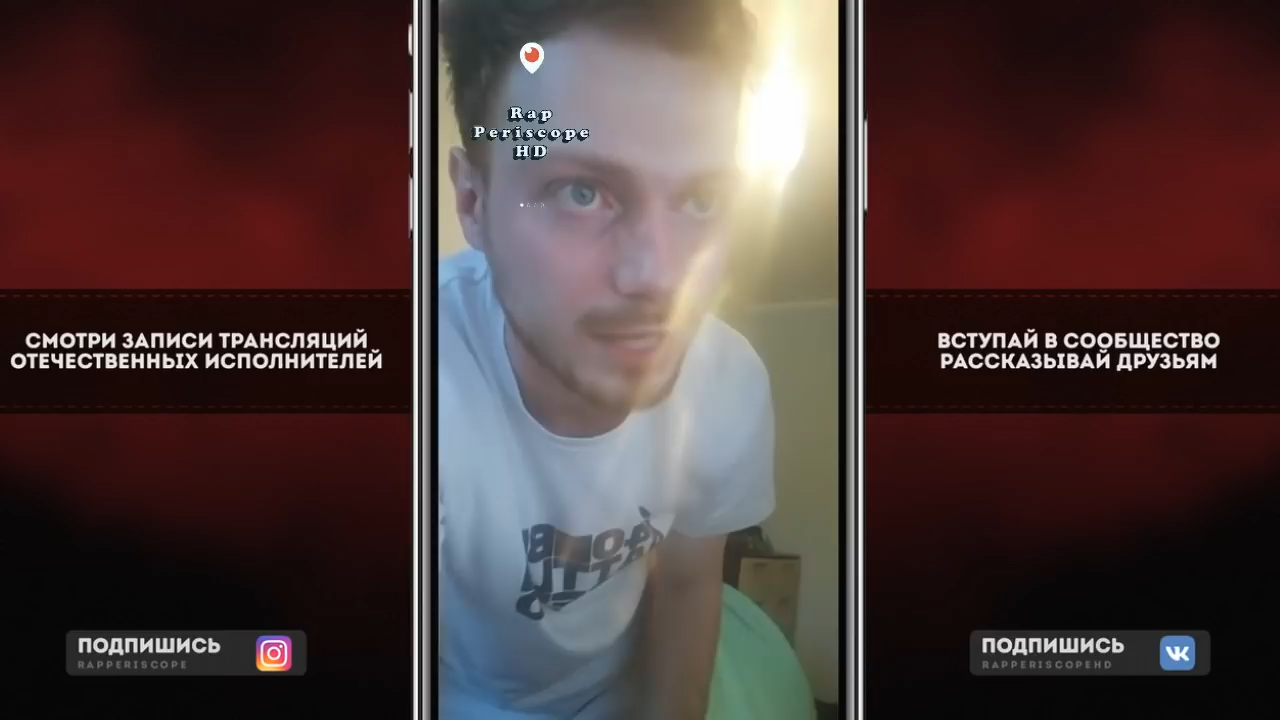 Rap
Periscope
HD
СМОТРИ ЗАПИСИ ТРАНСЛЯЦИЙ
ОТЕЧЕСТВЕННЫХ ИСПОЛНИТЕЛЕЙ
ВСТУПАЙ В СООБЩЕСТВО
РАССКАЗЫВАЙ ДРУЗЬЯМ
ПОДПИШИСЬ
RAPPERISCOPE
ПОДПИШИСЬ
RAPPERISCOPEHD